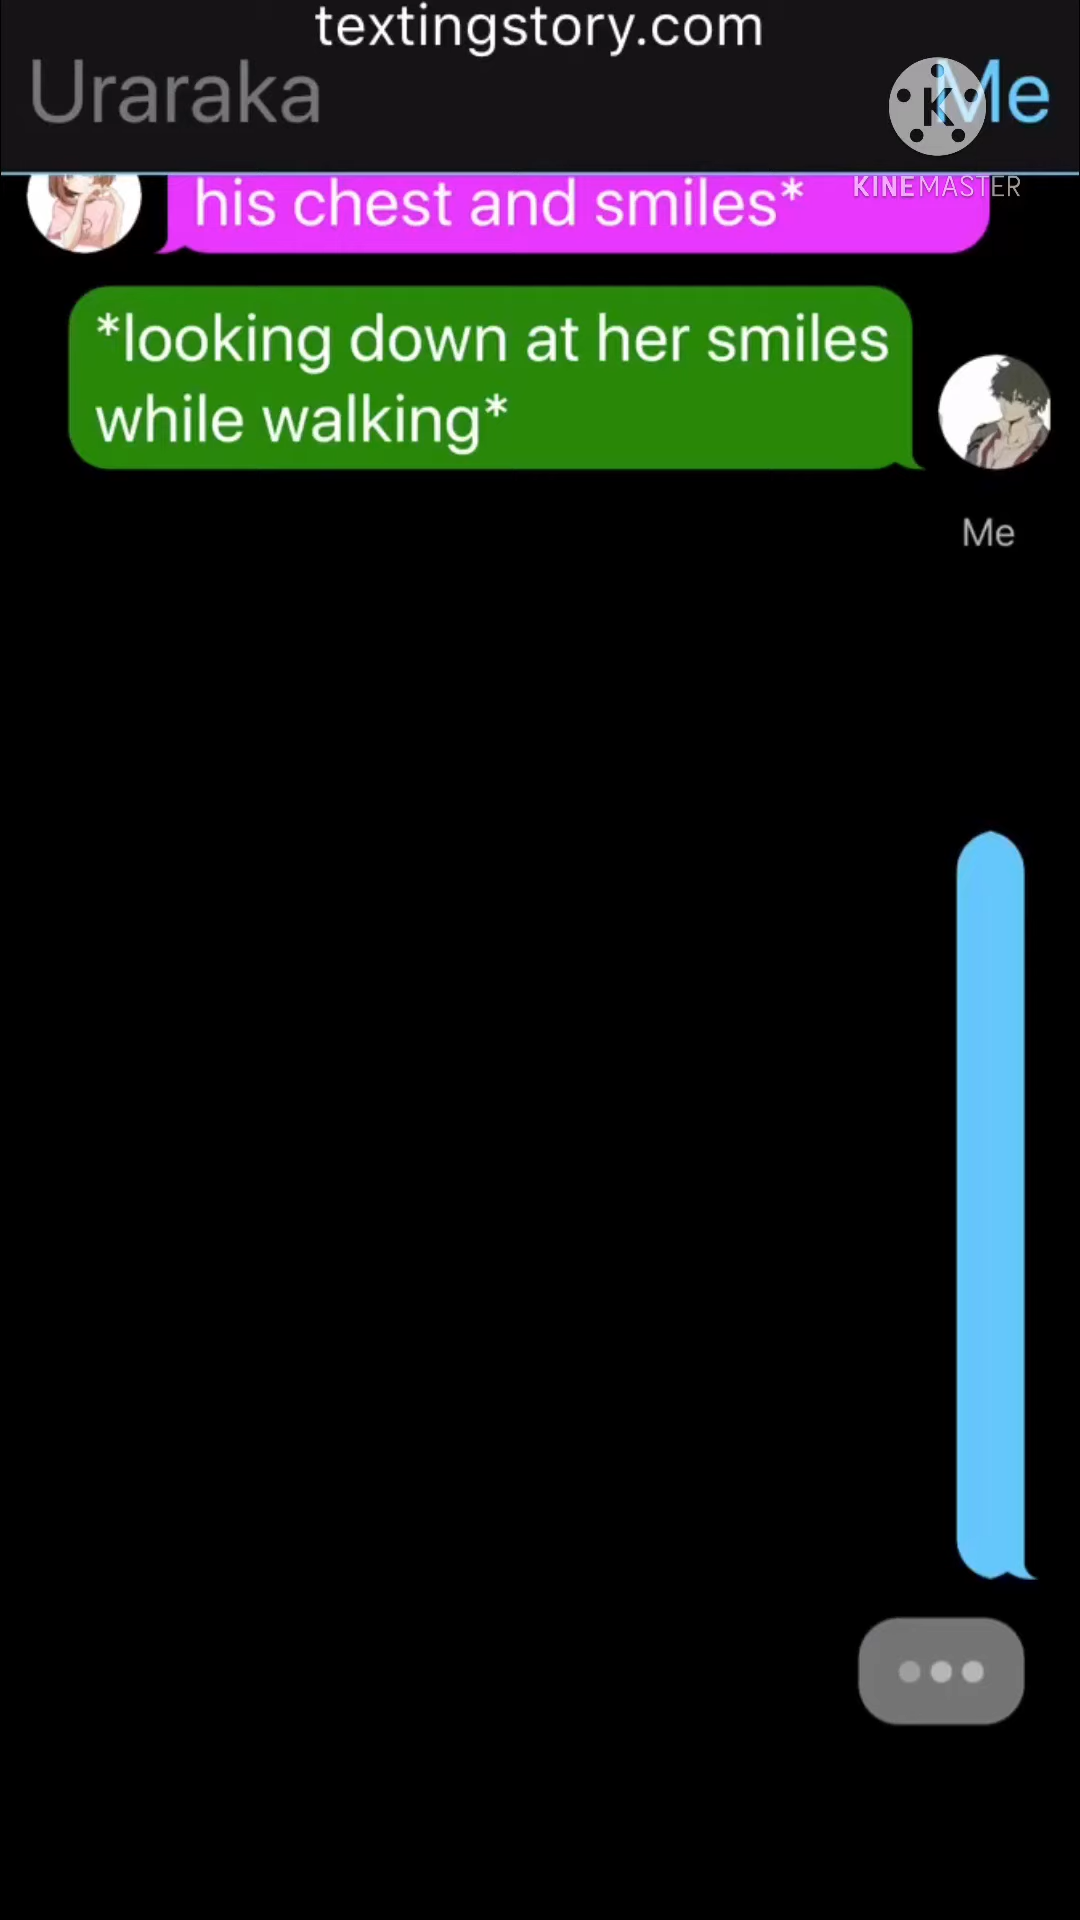 textingstory.com
Uraraka
Me
K
KINEMASTER
his chest and smiles*
*looking down at her smiles
while walking*
Me